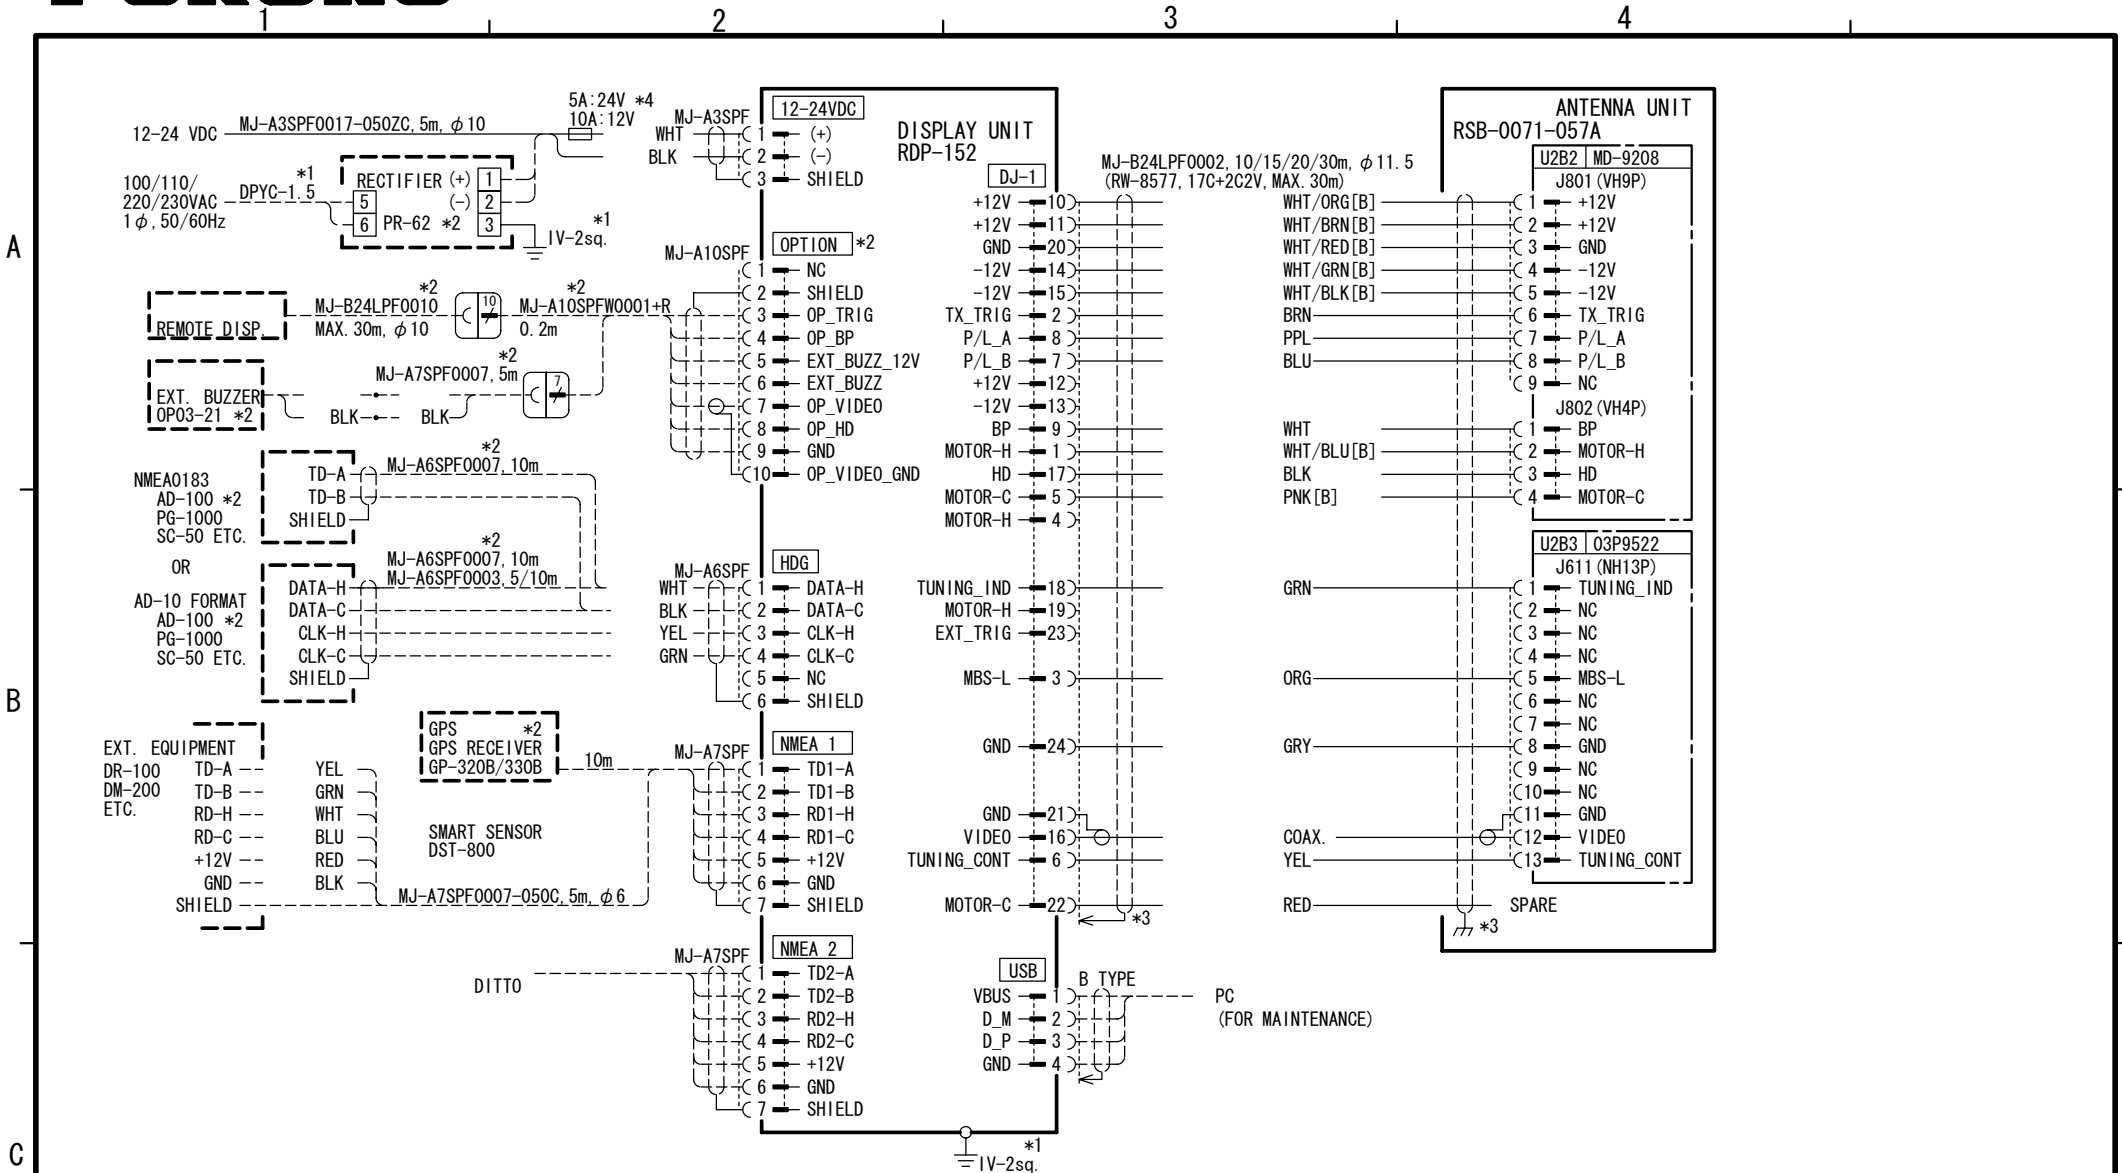 FURUNO
1 2 3 4
A
B
C
12-24 VDC
MJ-A3SPF0017-050ZC, 5m, φ10
5A:24V *4
10A:12V
MJ-A3SPF
WHT
BLK
12-24VDC
1 (+)
2 (-)
3 SHIELD
DISPLAY UNIT
RDP-152
100/110/
220/230VAC
1φ, 50/60Hz
*1
DPYC-1.5
RECTIFIER (+) 1
5 (-) 2
6 PR-62 *2 3
*1
IV-2sq.
MJ-A10SPF
OPTION *2
1 NC
2 SHIELD
3 OP_TRIG
4 OP_BP
5 EXT_BUZZ_12V
6 EXT_BUZZ
7 OP_VIDEO
8 OP_HD
9 GND
10 OP_VIDEO_GND
REMOTE DISP.
*2
MJ-B24LPF0010
MAX. 30m, φ10
10
*2
MJ-A10SPFW0001+R
0.2m
EXT. BUZZER
OP03-21 *2
*2
MJ-A7SPF0007, 5m
7
BLK
BLK
NMEA0183
AD-100 *2
PG-1000
SC-50 ETC.
TD-A
TD-B
SHIELD
*2
MJ-A6SPF0007, 10m
OR
AD-10 FORMAT
AD-100 *2
PG-1000
SC-50 ETC.
DATA-H
DATA-C
CLK-H
CLK-C
SHIELD
*2
MJ-A6SPF0007, 10m
MJ-A6SPF0003, 5/10m
MJ-A6SPF
WHT
BLK
YEL
GRN
HDG
1 DATA-H
2 DATA-C
3 CLK-H
4 CLK-C
5 NC
6 SHIELD
EXT. EQUIPMENT
DR-100
DM-200
ETC.
TD-A YEL
TD-B GRN
RD-H WHT
RD-C BLU
+12V RED
GND BLK
SHIELD
GPS *2
GPS RECEIVER
GP-320B/330B
10m
SMART SENSOR
DST-800
MJ-A7SPF0007-050C, 5m, φ6
MJ-A7SPF
NMEA 1
1 TD1-A
2 TD1-B
3 RD1-H
4 RD1-C
5 +12V
6 GND
7 SHIELD
DITTO
MJ-A7SPF
NMEA 2
1 TD2-A
2 TD2-B
3 RD2-H
4 RD2-C
5 +12V
6 GND
7 SHIELD
*1
IV-2sq.
DJ-1
+12V 10
+12V 11
GND 20
-12V 14
-12V 15
TX_TRIG 2
P/L_A 8
P/L_B 7
+12V 12
-12V 13
BP 9
MOTOR-H 1
HD 17
MOTOR-C 5
MOTOR-H 4
TUNING_IND 18
MOTOR-H 19
EXT_TRIG 23
MBS-L 3
GND 24
GND 21
VIDEO 16
TUNING_CONT 6
MOTOR-C 22
*3
USB
B TYPE
VBUS 1
D_M 2
D_P 3
GND 4
PC
(FOR MAINTENANCE)
MJ-B24LPF0002, 10/15/20/30m, φ11.5
(RW-8577, 17C+2C2V, MAX. 30m)
WHT/ORG[B]
WHT/BRN[B]
WHT/RED[B]
WHT/GRN[B]
WHT/BLK[B]
BRN
PPL
BLU
WHT
WHT/BLU[B]
BLK
PNK[B]
GRN
ORG
GRY
COAX.
YEL
RED
SPARE
*3
ANTENNA UNIT
RSB-0071-057A
U2B2 MD-9208
J801(VH9P)
1 +12V
2 +12V
3 GND
4 -12V
5 -12V
6 TX_TRIG
7 P/L_A
8 P/L_B
9 NC
J802(VH4P)
1 BP
2 MOTOR-H
3 HD
4 MOTOR-C
U2B3 03P9522
J611(NH13P)
1 TUNING_IND
2 NC
3 NC
4 NC
5 MBS-L
6 NC
7 NC
8 GND
9 NC
10 NC
11 GND
12 VIDEO
13 TUNING_CONT